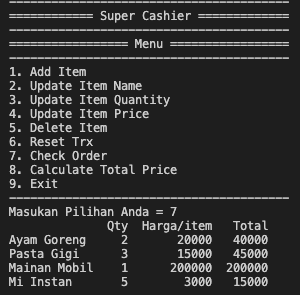 ============ Super Cashier =============
================= Menu =================
1. Add Item
2. Update Item Name
3. Update Item Quantity
4. Update Item Price
5. Delete Item
6. Reset Trx
7. Check Order
8. Calculate Total Price
9. Exit
Masukan Pilihan Anda = 7
Qty Harga/item Total
Ayam Goreng 2 20000 40000
Pasta Gigi 3 15000 45000
Mainan Mobil 1 200000 200000
Mi Instan 5 3000 15000